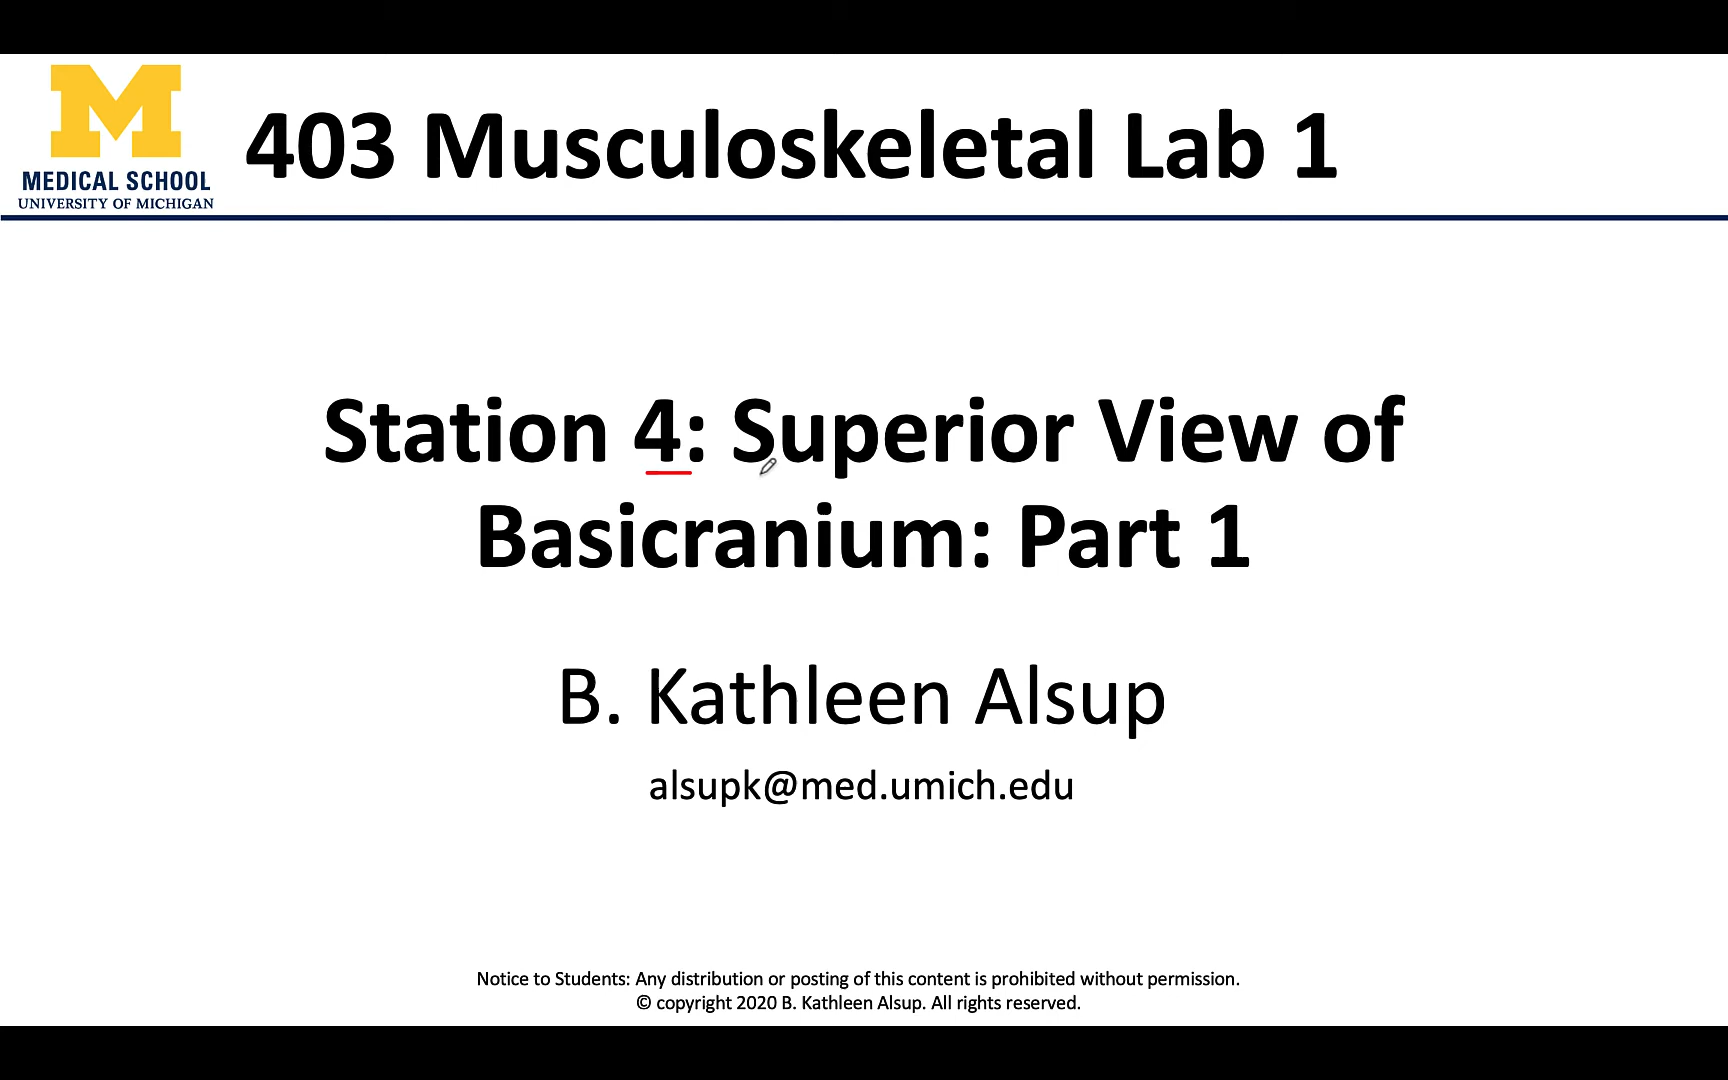 MEDICAL SCHOOL
UNIVERSITY OF MICHIGAN
403 Musculoskeletal Lab 1
Station 4: Superior View of
Basicranium: Part 1
B. Kathleen Alsup
alsupk@med.umich.edu
Notice to Students: Any distribution or posting of this content is prohibited without permission.
© copyright 2020 B. Kathleen Alsup. All rights reserved.